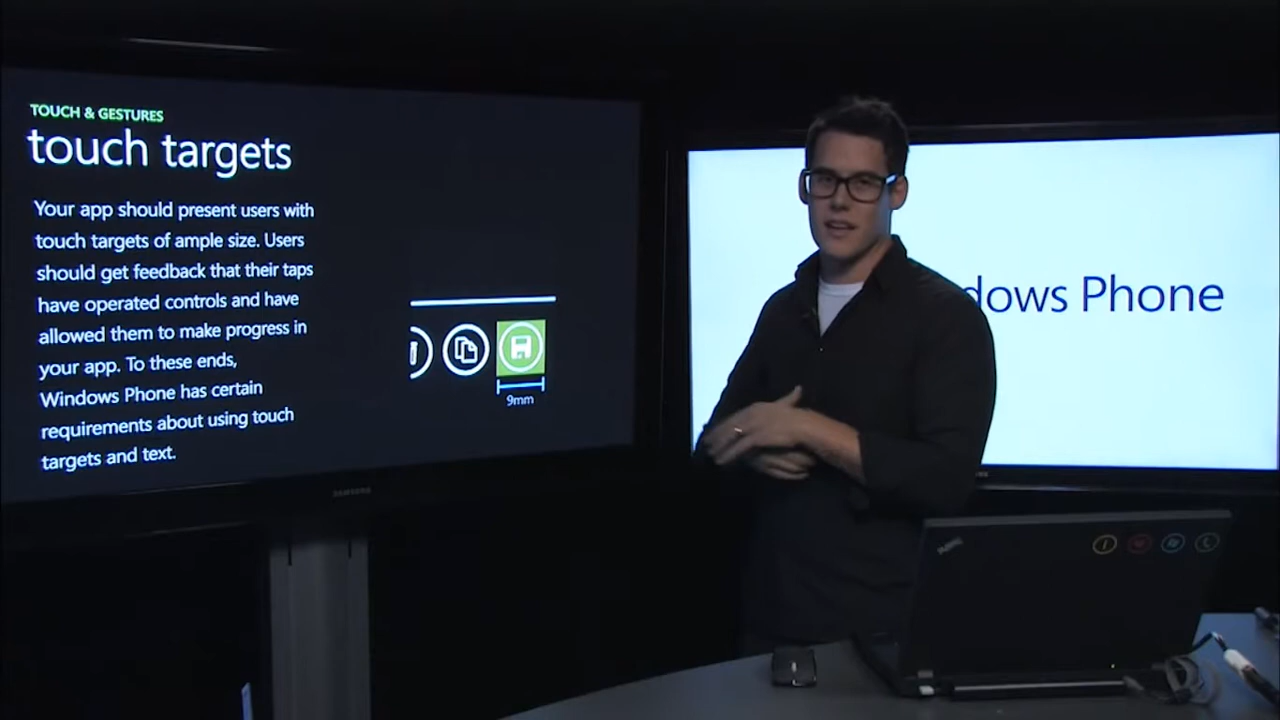 TOUCH & GESTURES
touch targets
Your app should present users with
touch targets of ample size. Users
should get feedback that their taps
have operated controls and have
allowed them to make progress in
your app. To these ends,
Windows Phone has certain
requirements about using touch
targets and text.
9mm
SAMSUNG
dows Phone
ThinkPad